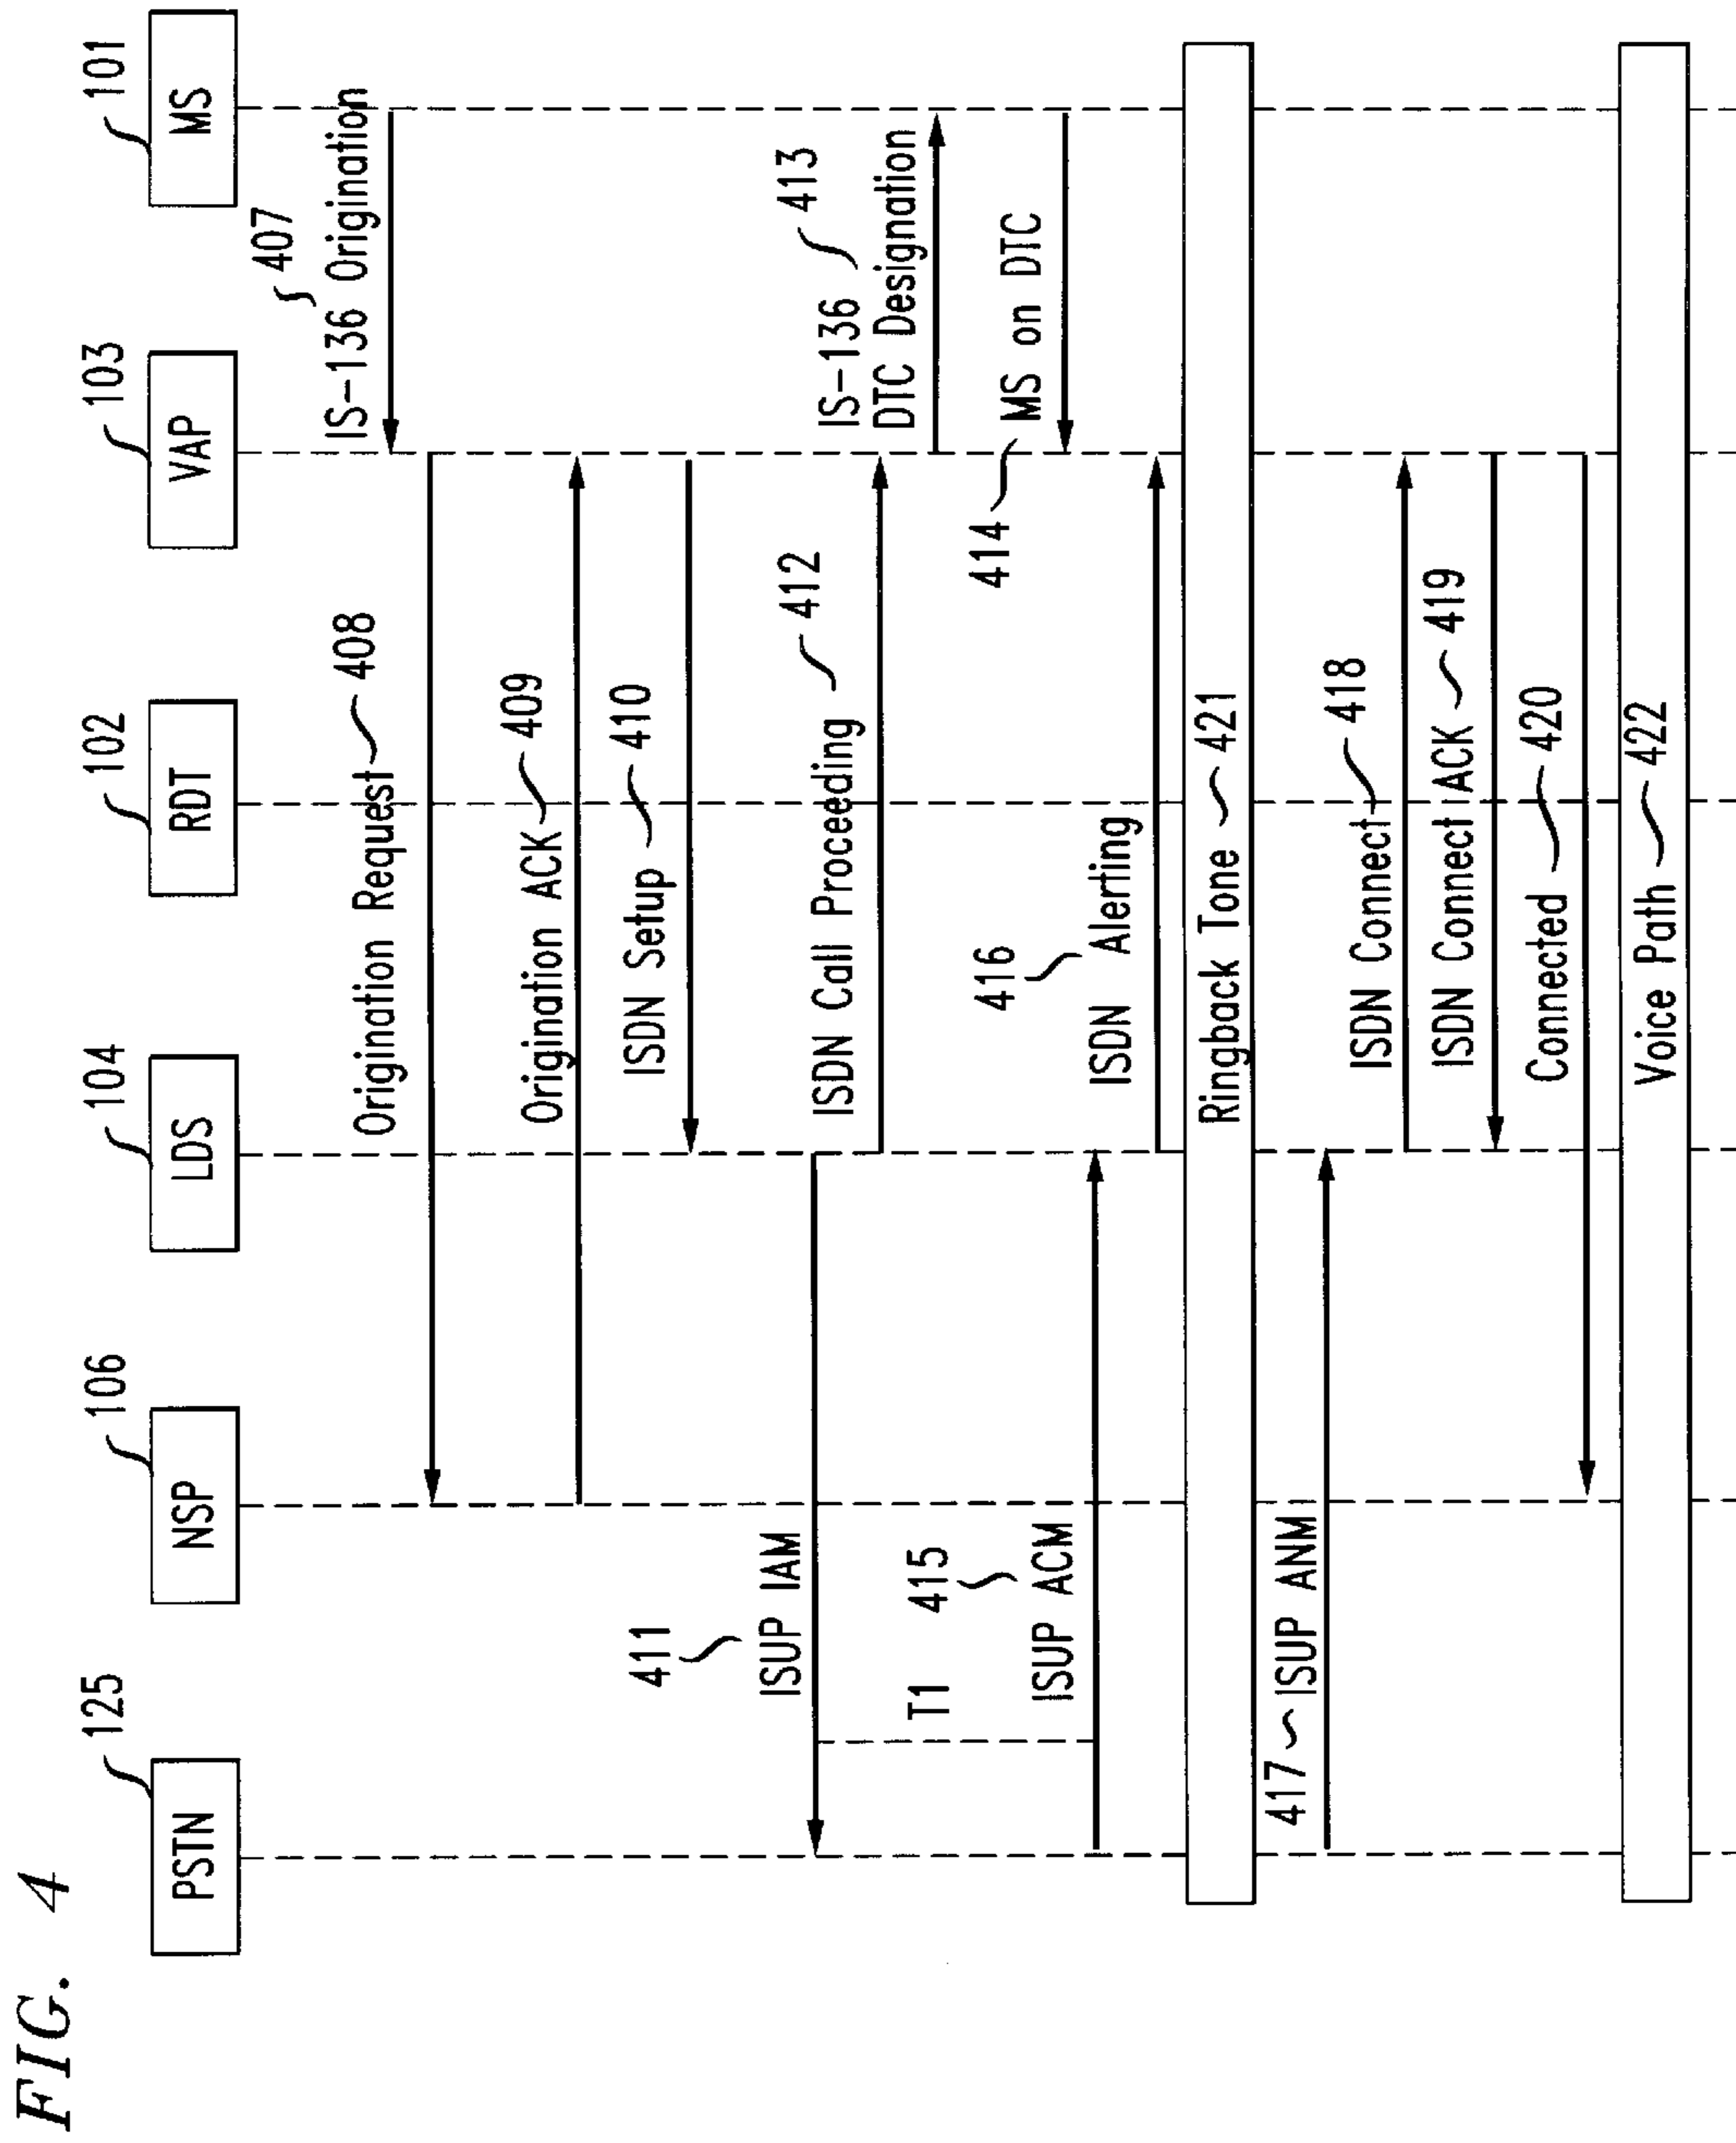 FIG. 4
125
106
104
102
103
101
PSTN
NSP
LDS
RDT
VAP
MS
407
IS-136 Origination
Origination Request 408
Origination ACK 409
ISDN Setup 410
411
ISUP IAM
ISDN Call Proceeding 412
413
IS-136
DTC Designation
T1 415
ISUP ACM
414 MS on DTC
416
ISDN Alerting
Ringback Tone 421
417 ISUP ANM
ISDN Connect 418
ISDN Connect ACK 419
Connected 420
Voice Path 422